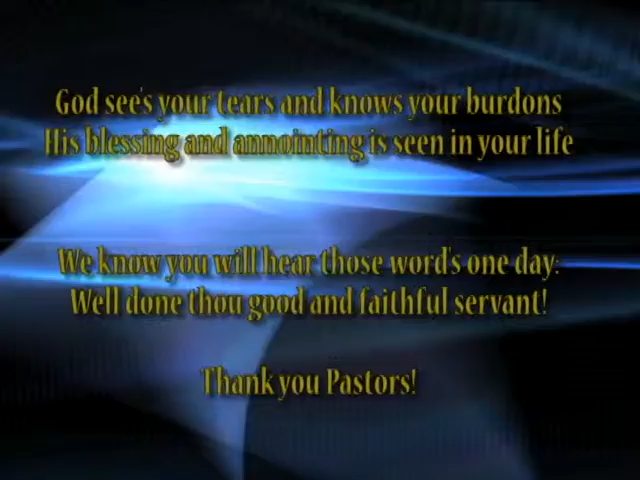 God see's your tears and knows your burdons
His blessing and annointing is seen in your life
We know you will hear those word's one day:
Well done thou good and faithful servant!
Thank you Pastors!